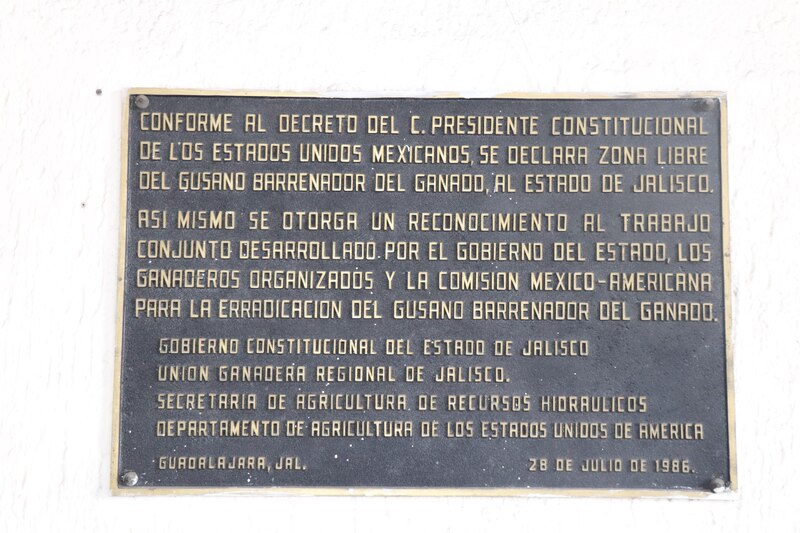 CONFORME AL DECRETO DEL C. PRESIDENTE CONSTITUCIONAL
DE L'OS ESTADOS UNIDOS MEXICANOS, SE DECLARA ZONA LIBRE
DEL GUSANO BARRENADOR DEL GANADO, AL ESTADO DE JALISCO.
ASI MISMO SE OTORGA UN RECONOCIMIENTO AL TRABAJO
CONJUNTO DESARROLLADO POR EL GOBIERNO DEL ESTADO, LOS
GANADEROS ORGANIZADOS Y LA COMISION MEXICO-AMERICANA
PARA LA ERRADICACION DEL GUSANO BARRENADOR DEL GANADO.
GOBIERNO CONSTITUCIONAL DEL ESTADO DE JALISCO
UNION GANADERA REGIONAL DE JALISCO.
SECRETARIA DE AGRICULTURA DE RECURSOS HIDRAULICOS
DEPARTAMENTO DE AGRICULTURA DE LOS ESTADOS UNIDOS DE AMERICA
GUADALAJARA, JAL. 28 DE JULIO DE 1986.